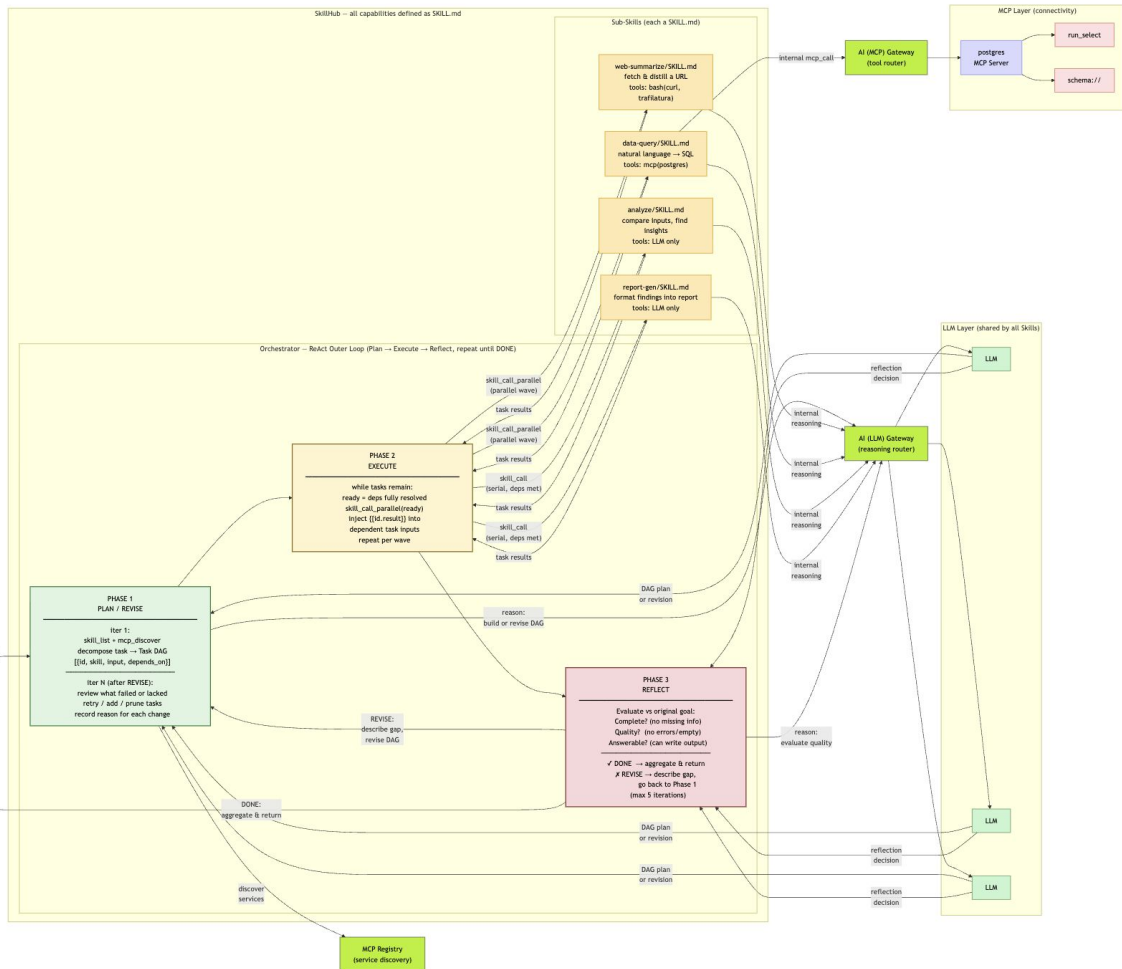 SkillHub — all capabilities defined as SKILL.md
Sub-Skills (each a SKILL.md)
web-summarize/SKILL.md
fetch & distill a URL
tools: bash(curl,
trafilatura)
data-query/SKILL.md
natural language → SQL
tools: mcp(postgres)
analyze/SKILL.md
compare inputs, find
insights
tools: LLM only
report-gen/SKILL.md
format findings into report
tools: LLM only
internal mcp_call
AI (MCP) Gateway
(tool router)
MCP Layer (connectivity)
postgres
MCP Server
run_select
schema://
Orchestrator — ReAct Outer Loop (Plan → Execute → Reflect, repeat until DONE)
skill_call_parallel
(parallel wave)
task results
skill_call_parallel
(parallel wave)
task results
skill_call
(serial, deps met)
task results
skill_call
(serial, deps met)
task results
PHASE 2
EXECUTE
while tasks remain:
ready = deps fully resolved
skill_call_parallel(ready)
inject {{id.result}} into
dependent task inputs
repeat per wave
LLM Layer (shared by all Skills)
LLM
reflection
decision
internal
reasoning
AI (LLM) Gateway
(reasoning router)
internal
reasoning
internal
reasoning
internal
reasoning
PHASE 1
PLAN / REVISE
iter 1:
skill_list + mcp_discover
decompose task → Task DAG
[{id, skill, input, depends_on}]
iter N (after REVISE):
review what failed or lacked
retry / add / prune tasks
record reason for each change
DAG plan
or revision
reason:
build or revise DAG
PHASE 3
REFLECT
Evaluate vs original goal:
Complete? (no missing info)
Quality? (no errors/empty)
Answerable? (can write output)
✓ DONE → aggregate & return
✗ REVISE → describe gap,
go back to Phase 1
(max 5 iterations)
REVISE:
describe gap,
revise DAG
reason:
evaluate quality
DONE:
aggregate & return
DAG plan
or revision
LLM
reflection
decision
DAG plan
or revision
LLM
reflection
decision
discover
services
MCP Registry
(service discovery)